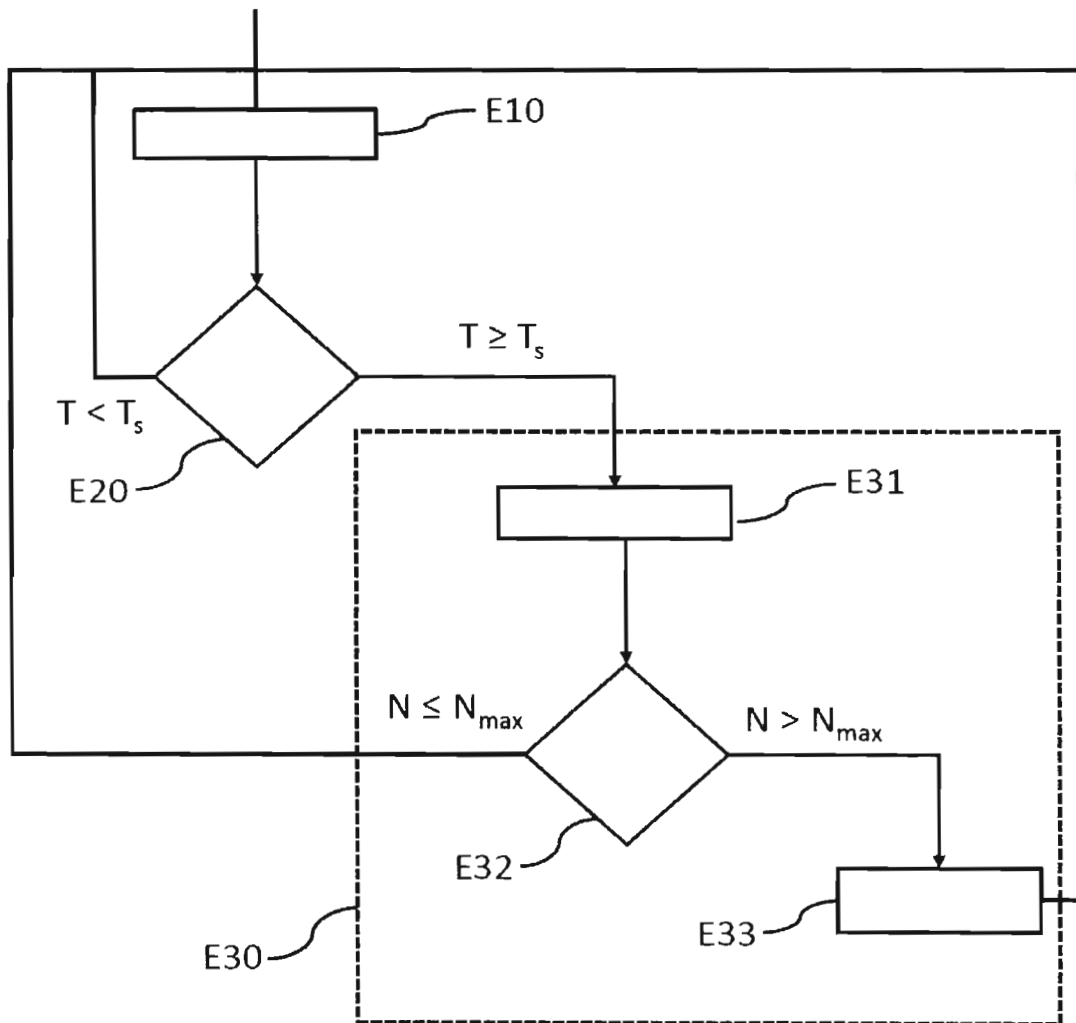 E10
T ≥ Tₛ
T < Tₛ
E20
E31
N ≤ Nₘₐₓ
N > Nₘₐₓ
E32
E33
E30